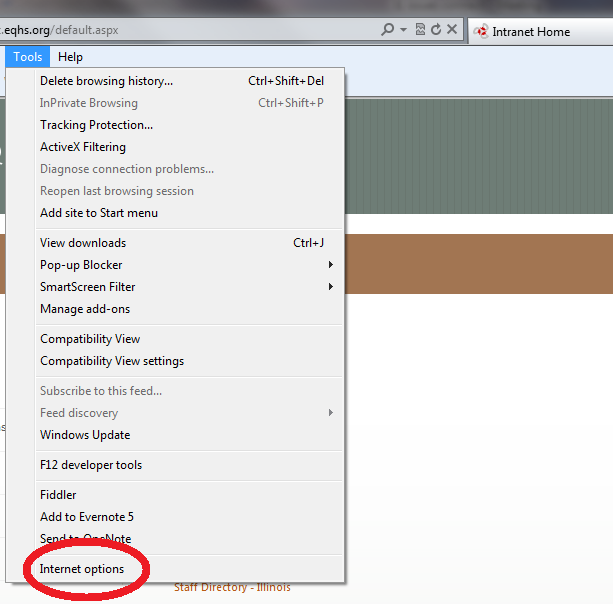 .eqhs.org/default.aspx
Intranet Home
Tools Help
Delete browsing history... Ctrl+Shift+Del
InPrivate Browsing Ctrl+Shift+P
Tracking Protection...
ActiveX Filtering
Diagnose connection problems...
Reopen last browsing session
Add site to Start menu
View downloads Ctrl+J
Pop-up Blocker
SmartScreen Filter
Manage add-ons
Compatibility View
Compatibility View settings
Subscribe to this feed...
Feed discovery
Windows Update
F12 developer tools
Fiddler
Add to Evernote 5
Send to OneNote
Internet options
Staff Directory - Illinois